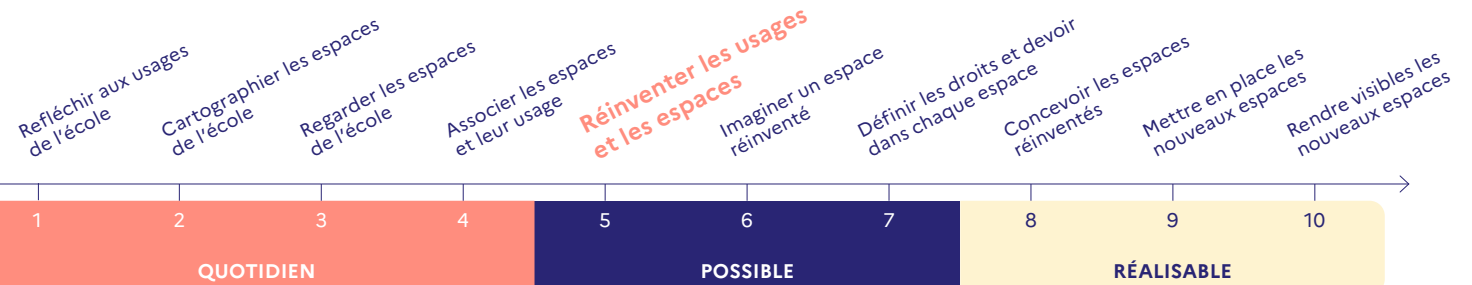 Refléchir aux usages
de l'école
Cartographier les espaces
de l'école
Regarder les espaces
de l'école
Associer les espaces
et leur usage
Réinventer les usages
et les espaces
Imaginer un espace
réinventé
Définir les droits et devoir
dans chaque espace
Concevoir les espaces
réinventés
Mettre en place les
nouveaux espaces
Rendre visibles les
nouveaux espaces
1 2 3 4 5 6 7 8 9 10
QUOTIDIEN POSSIBLE RÉALISABLE